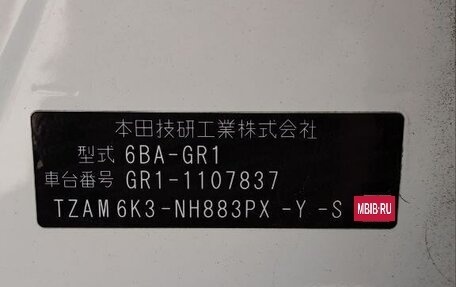 本田技研工業株式会社
型式 6BA-GR1
車台番号 GR1-1107837
TZAM6K3-NH883PX-Y-S
MBIB.RU